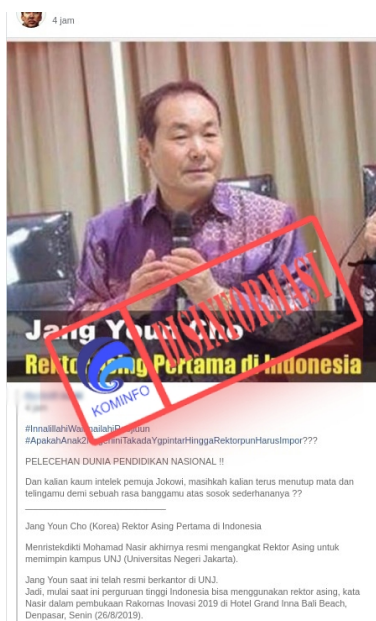 4 jam
Jang Youn Cho
Rektor Asing Pertama di Indonesia
DISINFORMASI
KOMINFO
4 jam
#InnalillahiWa
#ApakahAnak2
PELECEHAN DUNIA PENDIDIKAN NASIONAL !!
Dan kalian kaum intelek pemuja Jokowi, masihkah kalian terus menutup mata dan
telingamu demi sebuah rasa banggamu atas sosok sederhananya ??
Jang Youn Cho (Korea) Rektor Asing Pertama di Indonesia
Menristekdikti Mohamad Nasir akhirnya resmi mengangkat Rektor Asing untuk
memimpin kampus UNJ (Universitas Negeri Jakarta).
Jang Youn saat ini telah resmi berkantor di UNJ.
Jadi, mulai saat ini perguruan tinggi Indonesia bisa menggunakan rektor asing, kata
Nasir dalam pembukaan Rakornas Inovasi 2019 di Hotel Grand Inna Bali Beach,
Denpasar, Senin (26/8/2019).